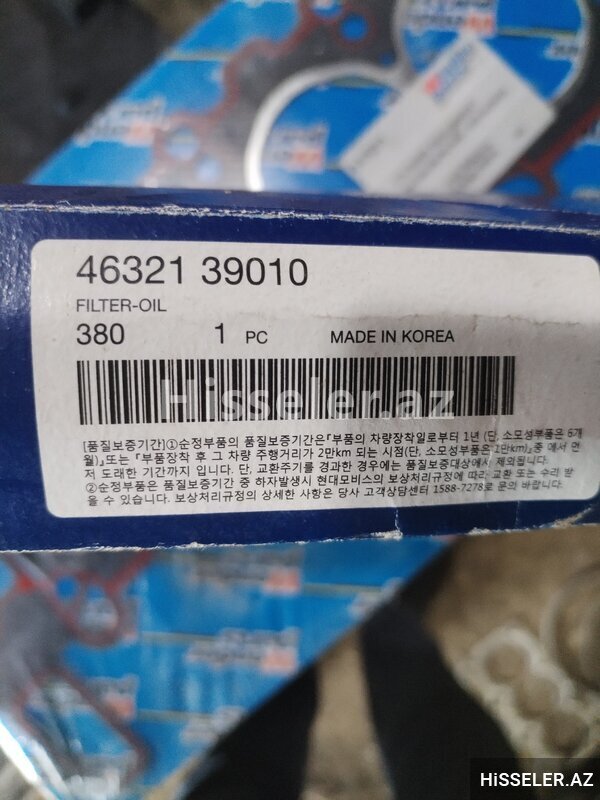 46321 39010
FILTER-OIL
380 1 PC MADE IN KOREA
Hisseler.az
[품질보증기간]①순정부품의 품질보증기간은「부품의 차량장착일로부터 1년 (단, 소모성부품은 6개
월)」또는「부품장착 후 그 차량 주행거리가 2만km 되는 시점(단, 소모성부품은 1만km)」중 에서 먼
저 도래한 기간까지 입니다. 단, 교환주기를 경과한 경우에는 품질보증대상에서 제외됩니다.
②순정부품은 품질보증기간 중 하자발생시 현대모비스의 보상처리규정에 따라 교환 또는 수리 받
을 수 있습니다. 보상처리규정의 상세한 사항은 당사 고객상담센터 1588-7278로 문의 바랍니다.
HiSSELER.AZ